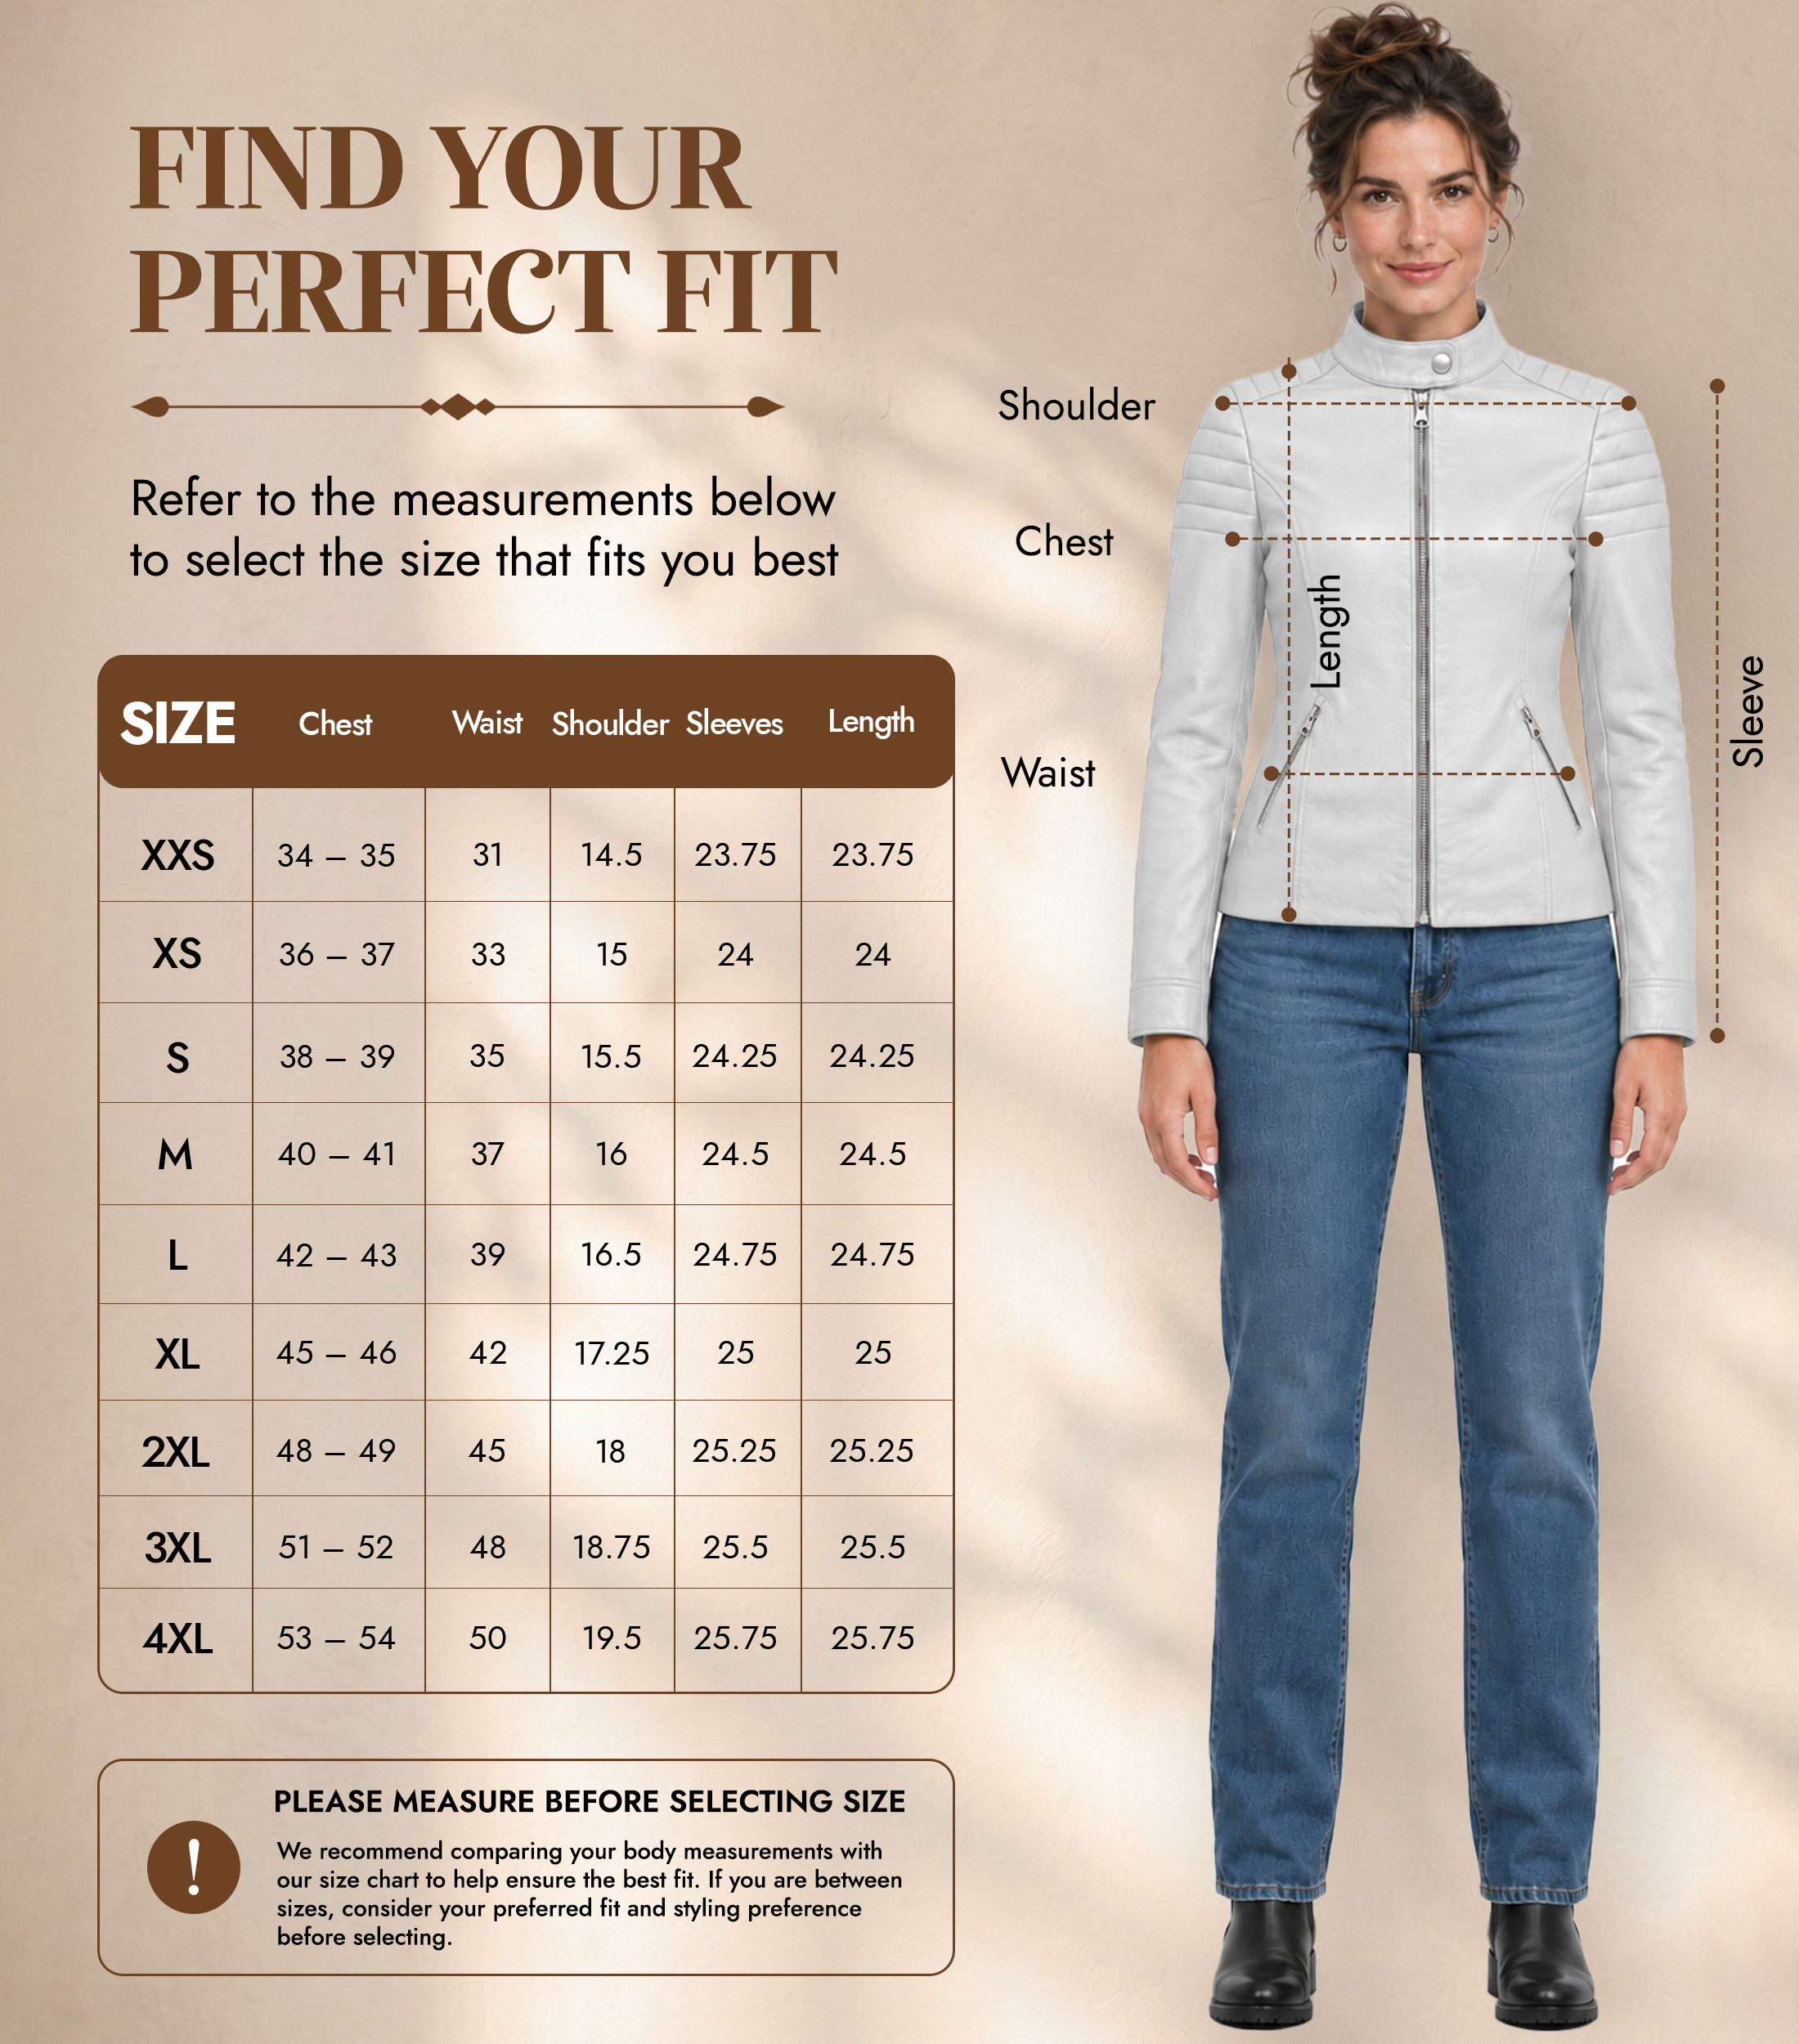 FIND YOUR
PERFECT FIT
Refer to the measurements below
to select the size that fits you best
SIZE Chest Waist Shoulder Sleeves Length
XXS 34 – 35 31 14.5 23.75 23.75
XS 36 – 37 33 15 24 24
S 38 – 39 35 15.5 24.25 24.25
M 40 – 41 37 16 24.5 24.5
L 42 – 43 39 16.5 24.75 24.75
XL 45 – 46 42 17.25 25 25
2XL 48 – 49 45 18 25.25 25.25
3XL 51 – 52 48 18.75 25.5 25.5
4XL 53 – 54 50 19.5 25.75 25.75
! PLEASE MEASURE BEFORE SELECTING SIZE
We recommend comparing your body measurements with
our size chart to help ensure the best fit. If you are between
sizes, consider your preferred fit and styling preference
before selecting.
Shoulder
Chest
Length
Waist
Sleeve